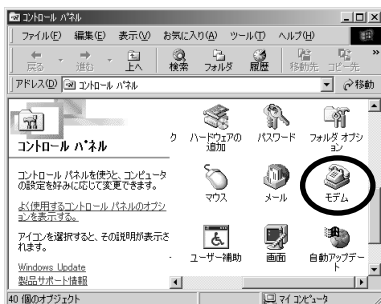 コントロール パネル
ファイル(F) 編集(E) 表示(V) お気に入り(A) ツール(T) ヘルプ(H)
戻る 進む 上へ 検索 フォルダ 履歴 移動先 コピー先 »
アドレス(D) コントロール パネル 移動
コントロール パネル
コントロール パネルを使うと、コンピュータの設定を好みに応じて変更できます。
よく使用するコントロール パネルのオプションを表示する。
アイコンを選択すると、その説明が表示されます。
Windows Update
製品サポート情報
ク ハードウェアの追加 パスワード フォルダ オプション
マウス メール モデム
ユーザー補助 画面 自動アップデート
40 個のオブジェクト マイ コンピュータ